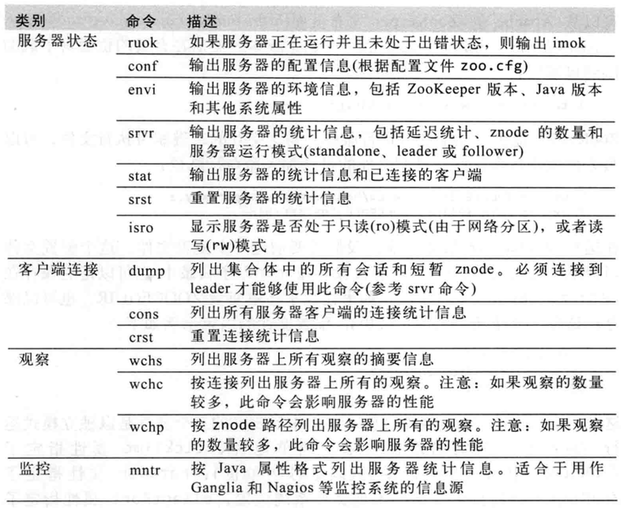 类别 命令 描述
服务器状态 ruok 如果服务器正在运行并且未处于出错状态，则输出 imok
conf 输出服务器的配置信息(根据配置文件 zoo.cfg)
envi 输出服务器的环境信息，包括 ZooKeeper 版本、Java 版本
和其他系统属性
srvr 输出服务器的统计信息，包括延迟统计、znode 的数量和
服务器运行模式(standalone、leader 或 follower)
stat 输出服务器的统计信息和已连接的客户端
srst 重置服务器的统计信息
isro 显示服务器是否处于只读(ro)模式(由于网络分区)，或者读
写(rw)模式
客户端连接 dump 列出集合体中的所有会话和短暂 znode。必须连接到
leader 才能够使用此命令(参考 srvr 命令)
cons 列出所有服务器客户端的连接统计信息
crst 重置连接统计信息
观察 wchs 列出服务器上所有观察的摘要信息
wchc 按连接列出服务器上所有的观察。注意：如果观察的数量
较多，此命令会影响服务器的性能
wchp 按 znode 路径列出服务器上所有的观察。注意：如果观察
的数量较多，此命令会影响服务器的性能
监控 mntr 按 Java 属性格式列出服务器统计信息。适合于用作
Ganglia 和 Nagios 等监控系统的信息源